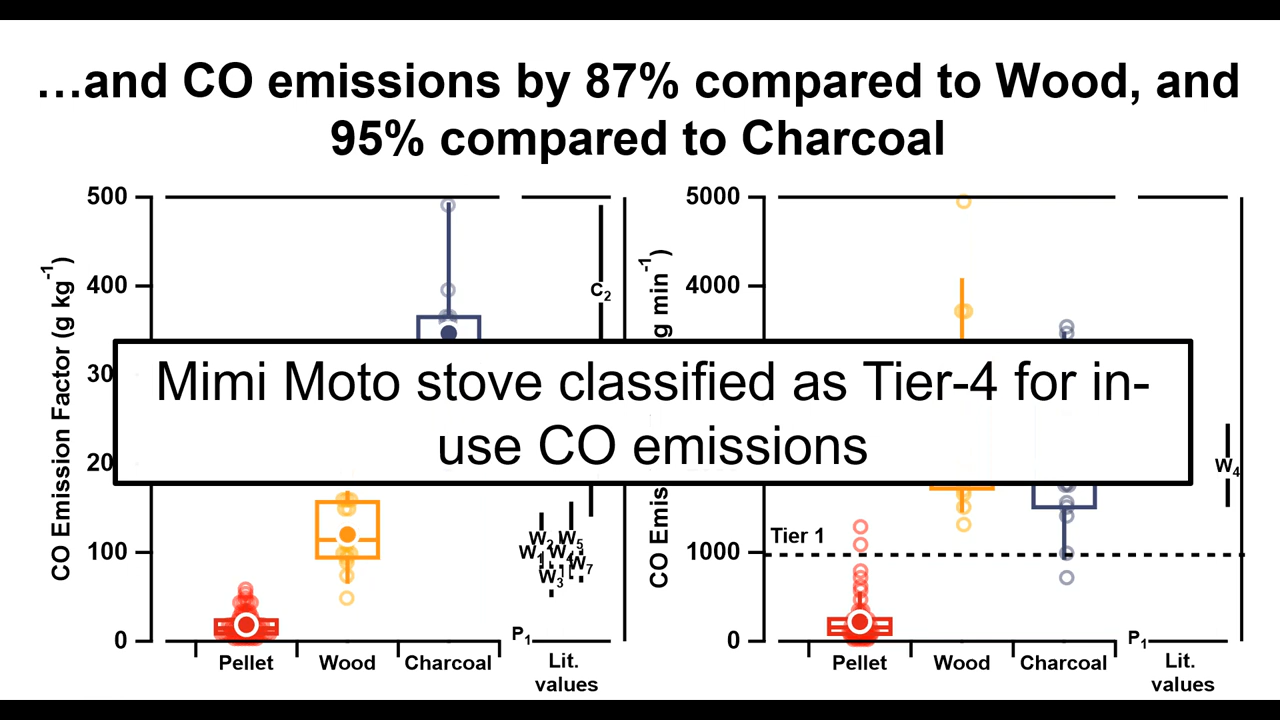 …and CO emissions by 87% compared to Wood, and
95% compared to Charcoal
500
400
30
20
100
0
CO Emission Factor (g kg-1)
C2
W2
W5
W1
W4
W3
W7
P1
Pellet
Wood
Charcoal
Lit.
values
Mimi Moto stove classified as Tier-4 for in-
use CO emissions
5000
4000
1000
0
CO Emis
g min-1)
Tier 1
W4
P1
Pellet
Wood
Charcoal
Lit.
values